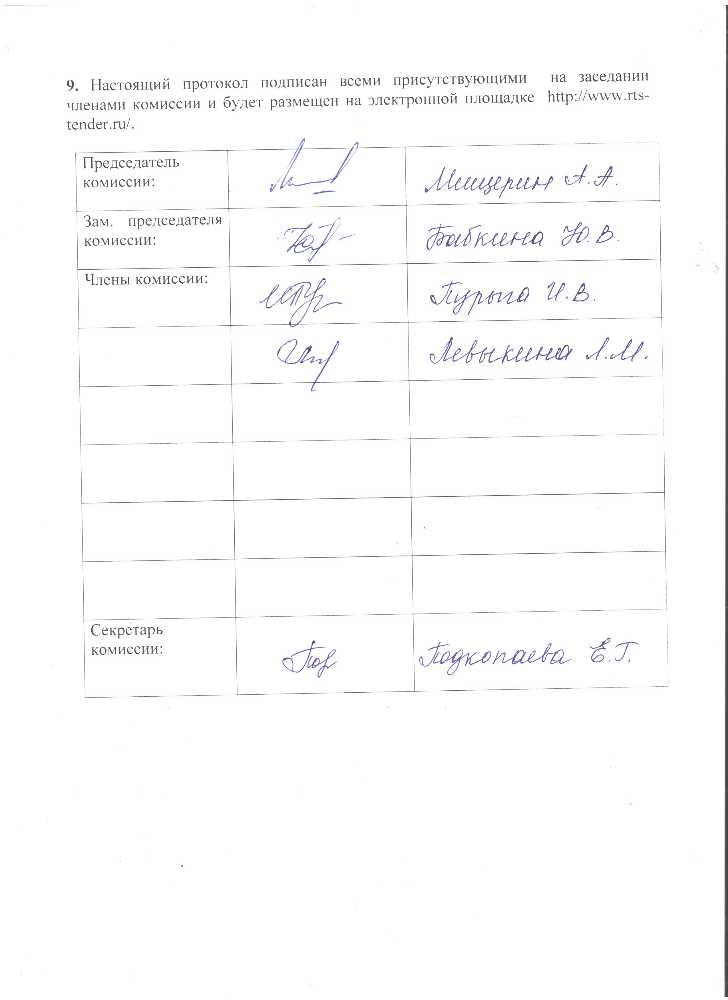 9. Настоящий протокол подписан всеми присутствующими на заседании
членами комиссии и будет размещен на электронной площадке http://www.rts-
tender.ru/.
Председатель
комиссии:
Мищерин А.А.
Зам. председателя
комиссии:
Бабкина Ю.В.
Члены комиссии:
Пурыга И.В.
Левыкина Л.М.
Секретарь
комиссии:
Подкопаева Е.Г.